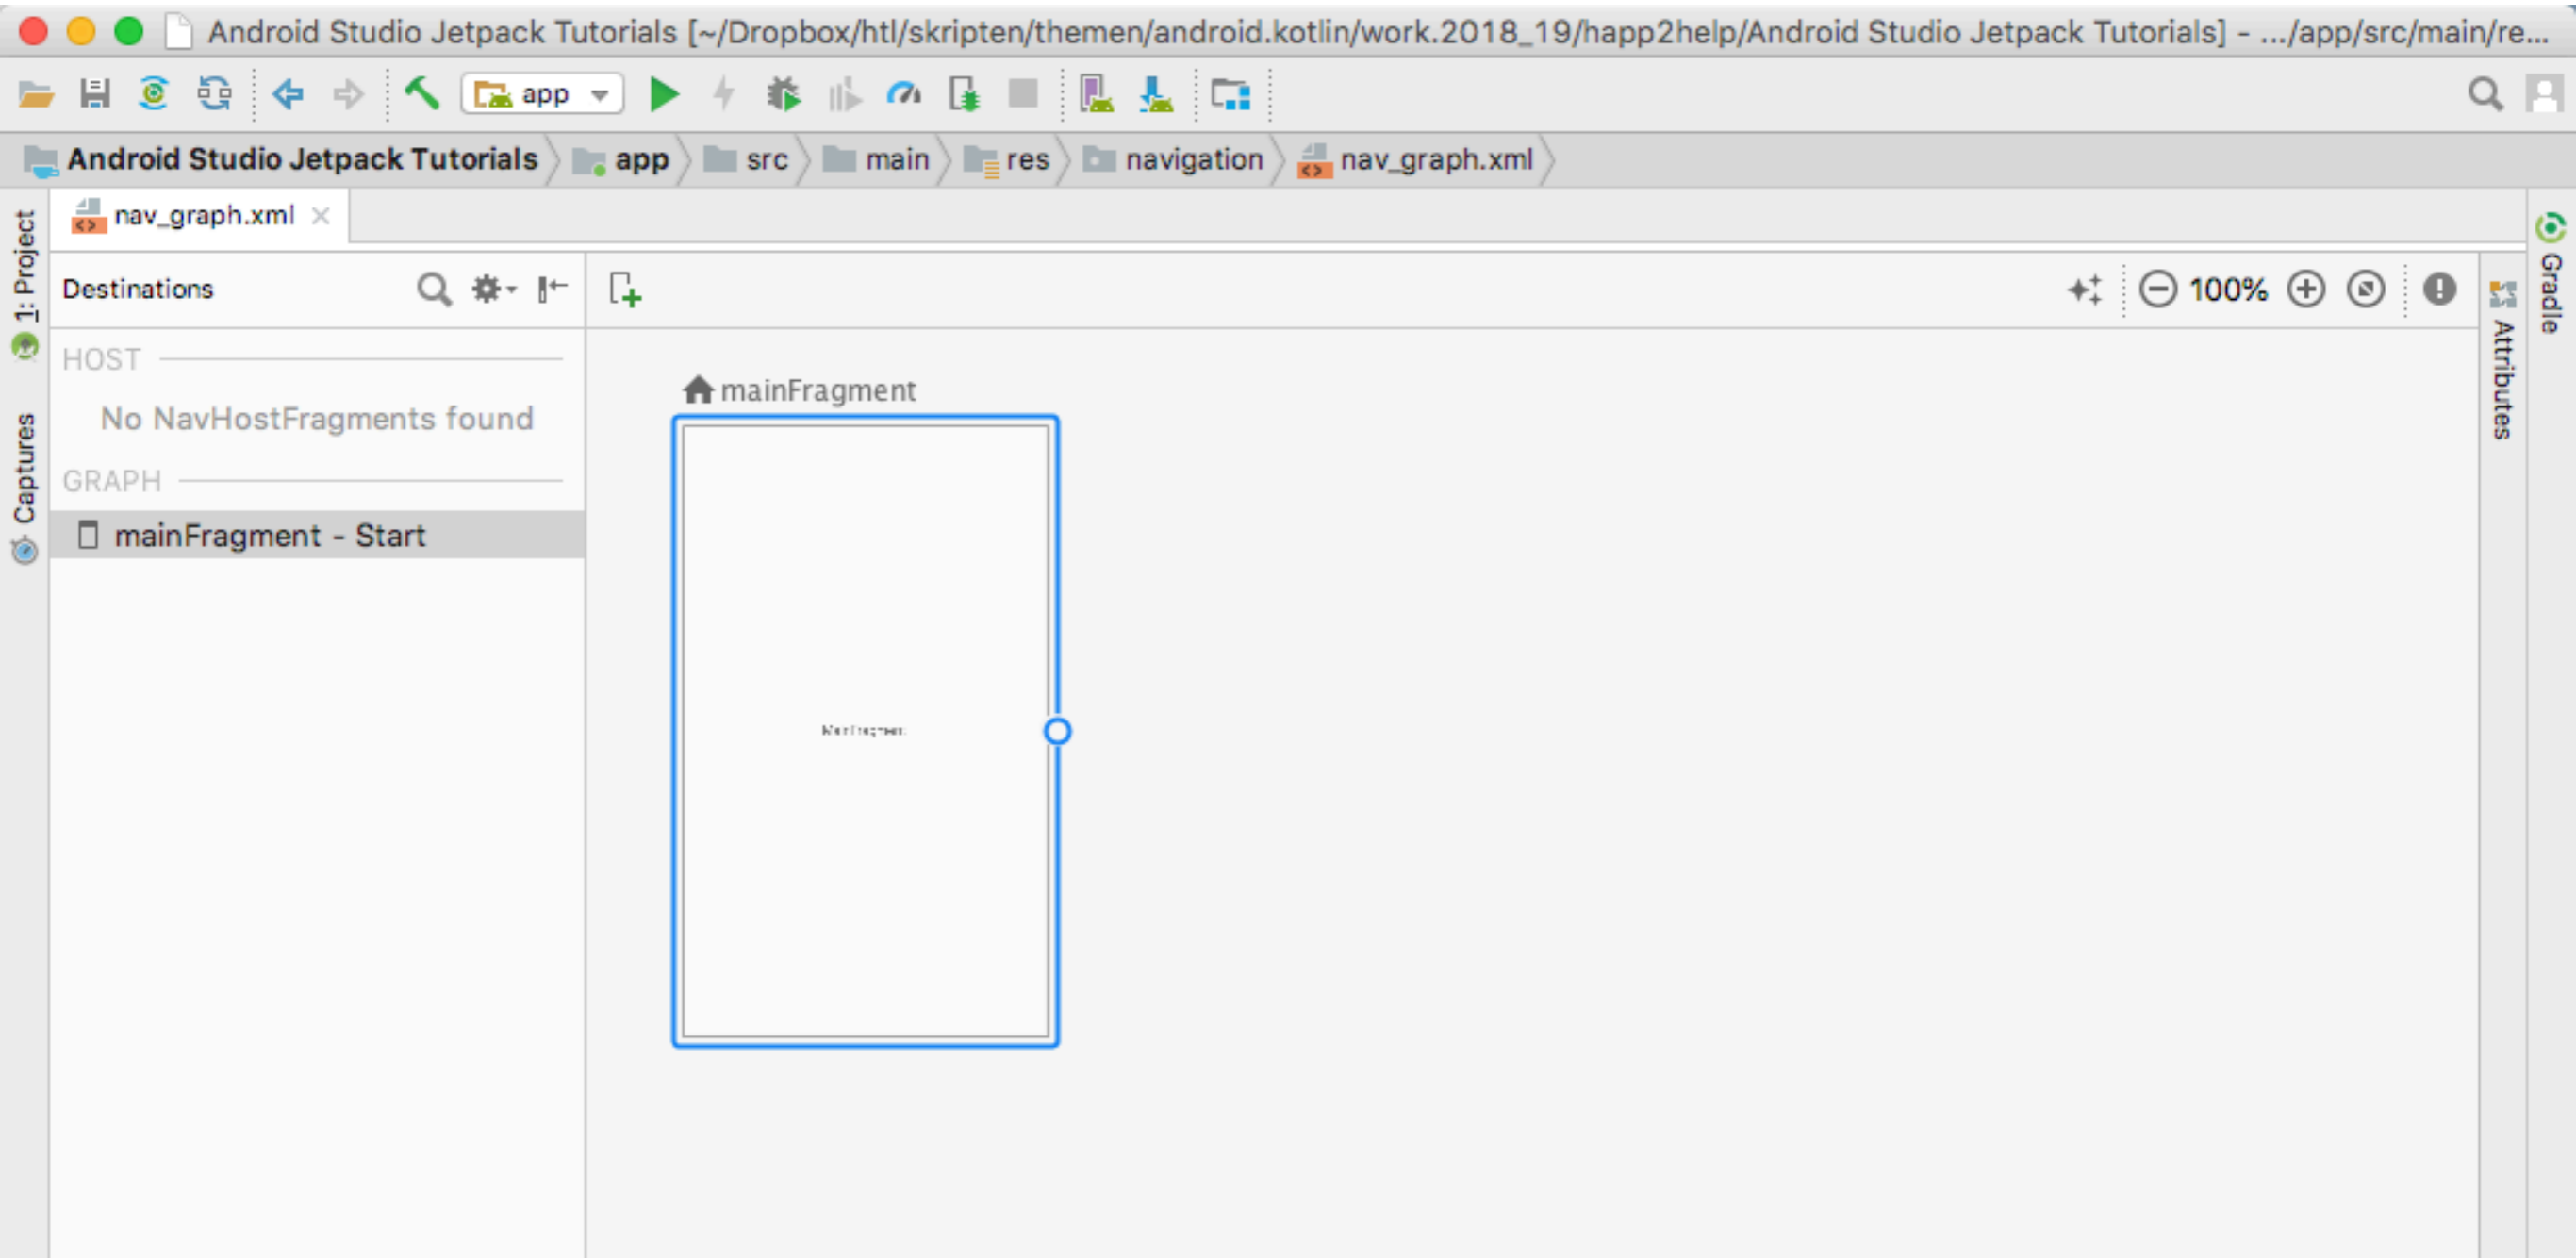 Android Studio Jetpack Tutorials [~/Dropbox/htl/skripten/themen/android.kotlin/work.2018_19/happ2help/Android Studio Jetpack Tutorials] - .../app/src/main/re...
app
Android Studio Jetpack Tutorials app src main res navigation nav_graph.xml
nav_graph.xml
1: Project
Captures
Destinations
100%
HOST
No NavHostFragments found
GRAPH
mainFragment - Start
mainFragment
MainFragment
Attributes
Gradle